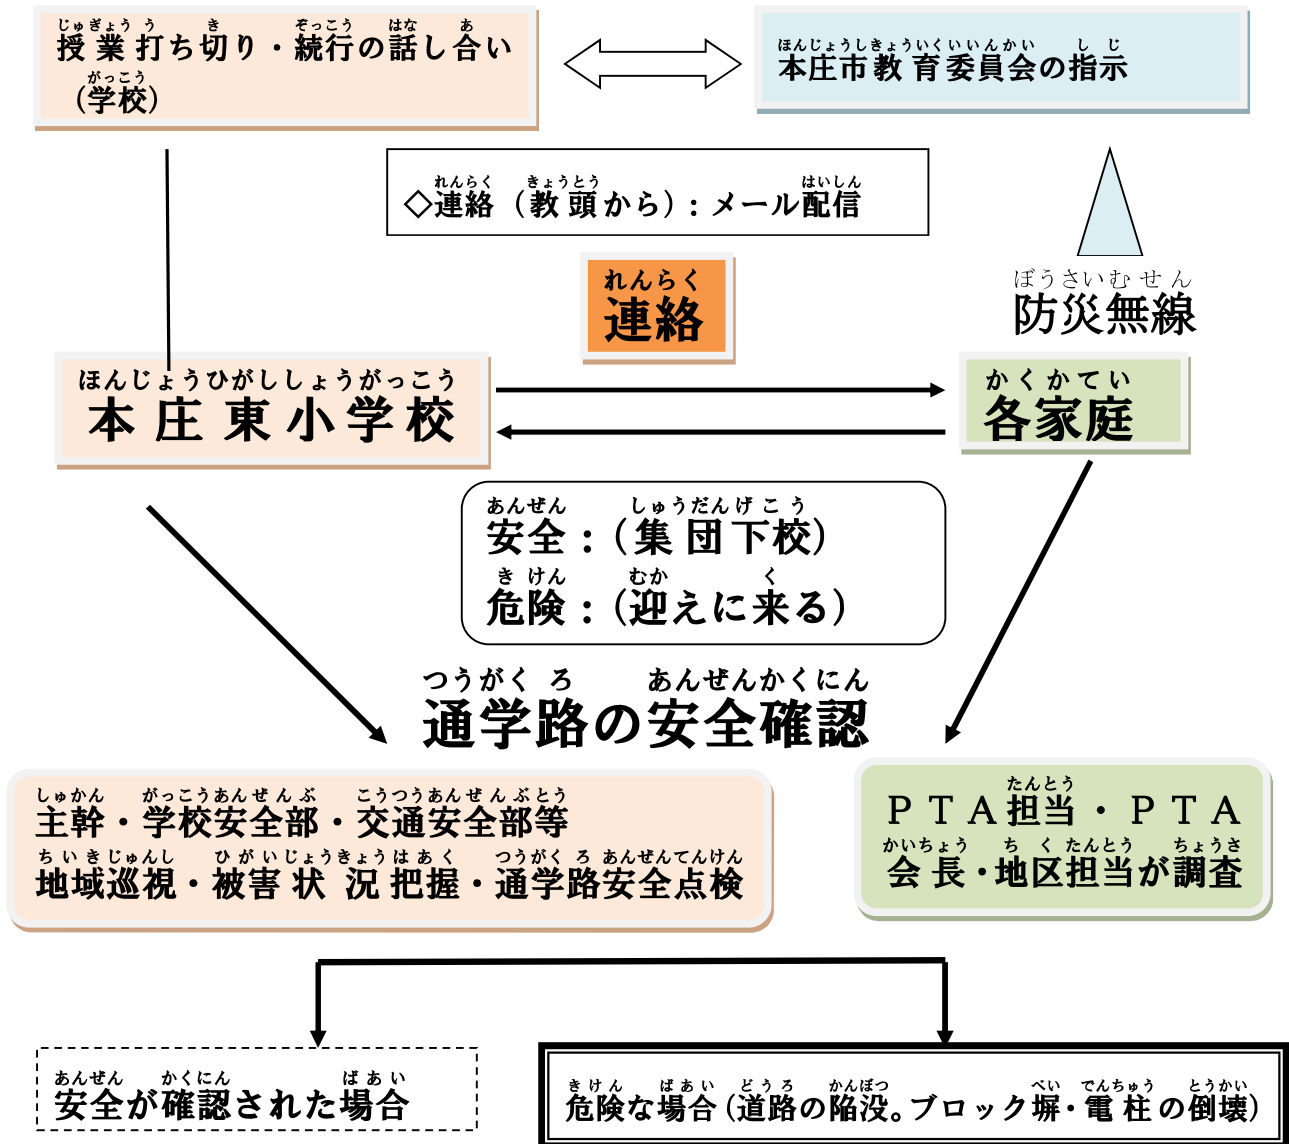 じゅぎょう う き ぞっこう はな あ
授業打ち切り・続行の話し合い
がっこう
（学校）
ほんじょうしきょういくいいんかい しじ
本庄市教育委員会の指示
れんらく きょうとう はいしん
◇連絡（教頭から）：メール配信
れんらく
連絡
ぼうさいむせん
防災無線
ほんじょうひがししょうがっこう
本庄東小学校
かくかてい
各家庭
あんぜん しゅうだんげこう
安全：（集団下校）
きけん むか く
危険：（迎えに来る）
つうがくろ あんぜんかくにん
通学路の安全確認
しゅかん がっこうあんぜんぶ こうつうあんぜんぶとう
主幹・学校安全部・交通安全部等
ちいきじゅんし ひがいじょうきょうはあく つうがくろあんぜんてんけん
地域巡視・被害状況把握・通学路安全点検
たんとう
ＰＴＡ担当・ＰＴＡ
かいちょう ちくたんとう ちょうさ
会長・地区担当が調査
あんぜん かくにん ばあい
安全が確認された場合
きけん ばあい どうろ かんぼつ べい でんちゅう とうかい
危険な場合（道路の陥没。ブロック塀・電柱の倒壊）